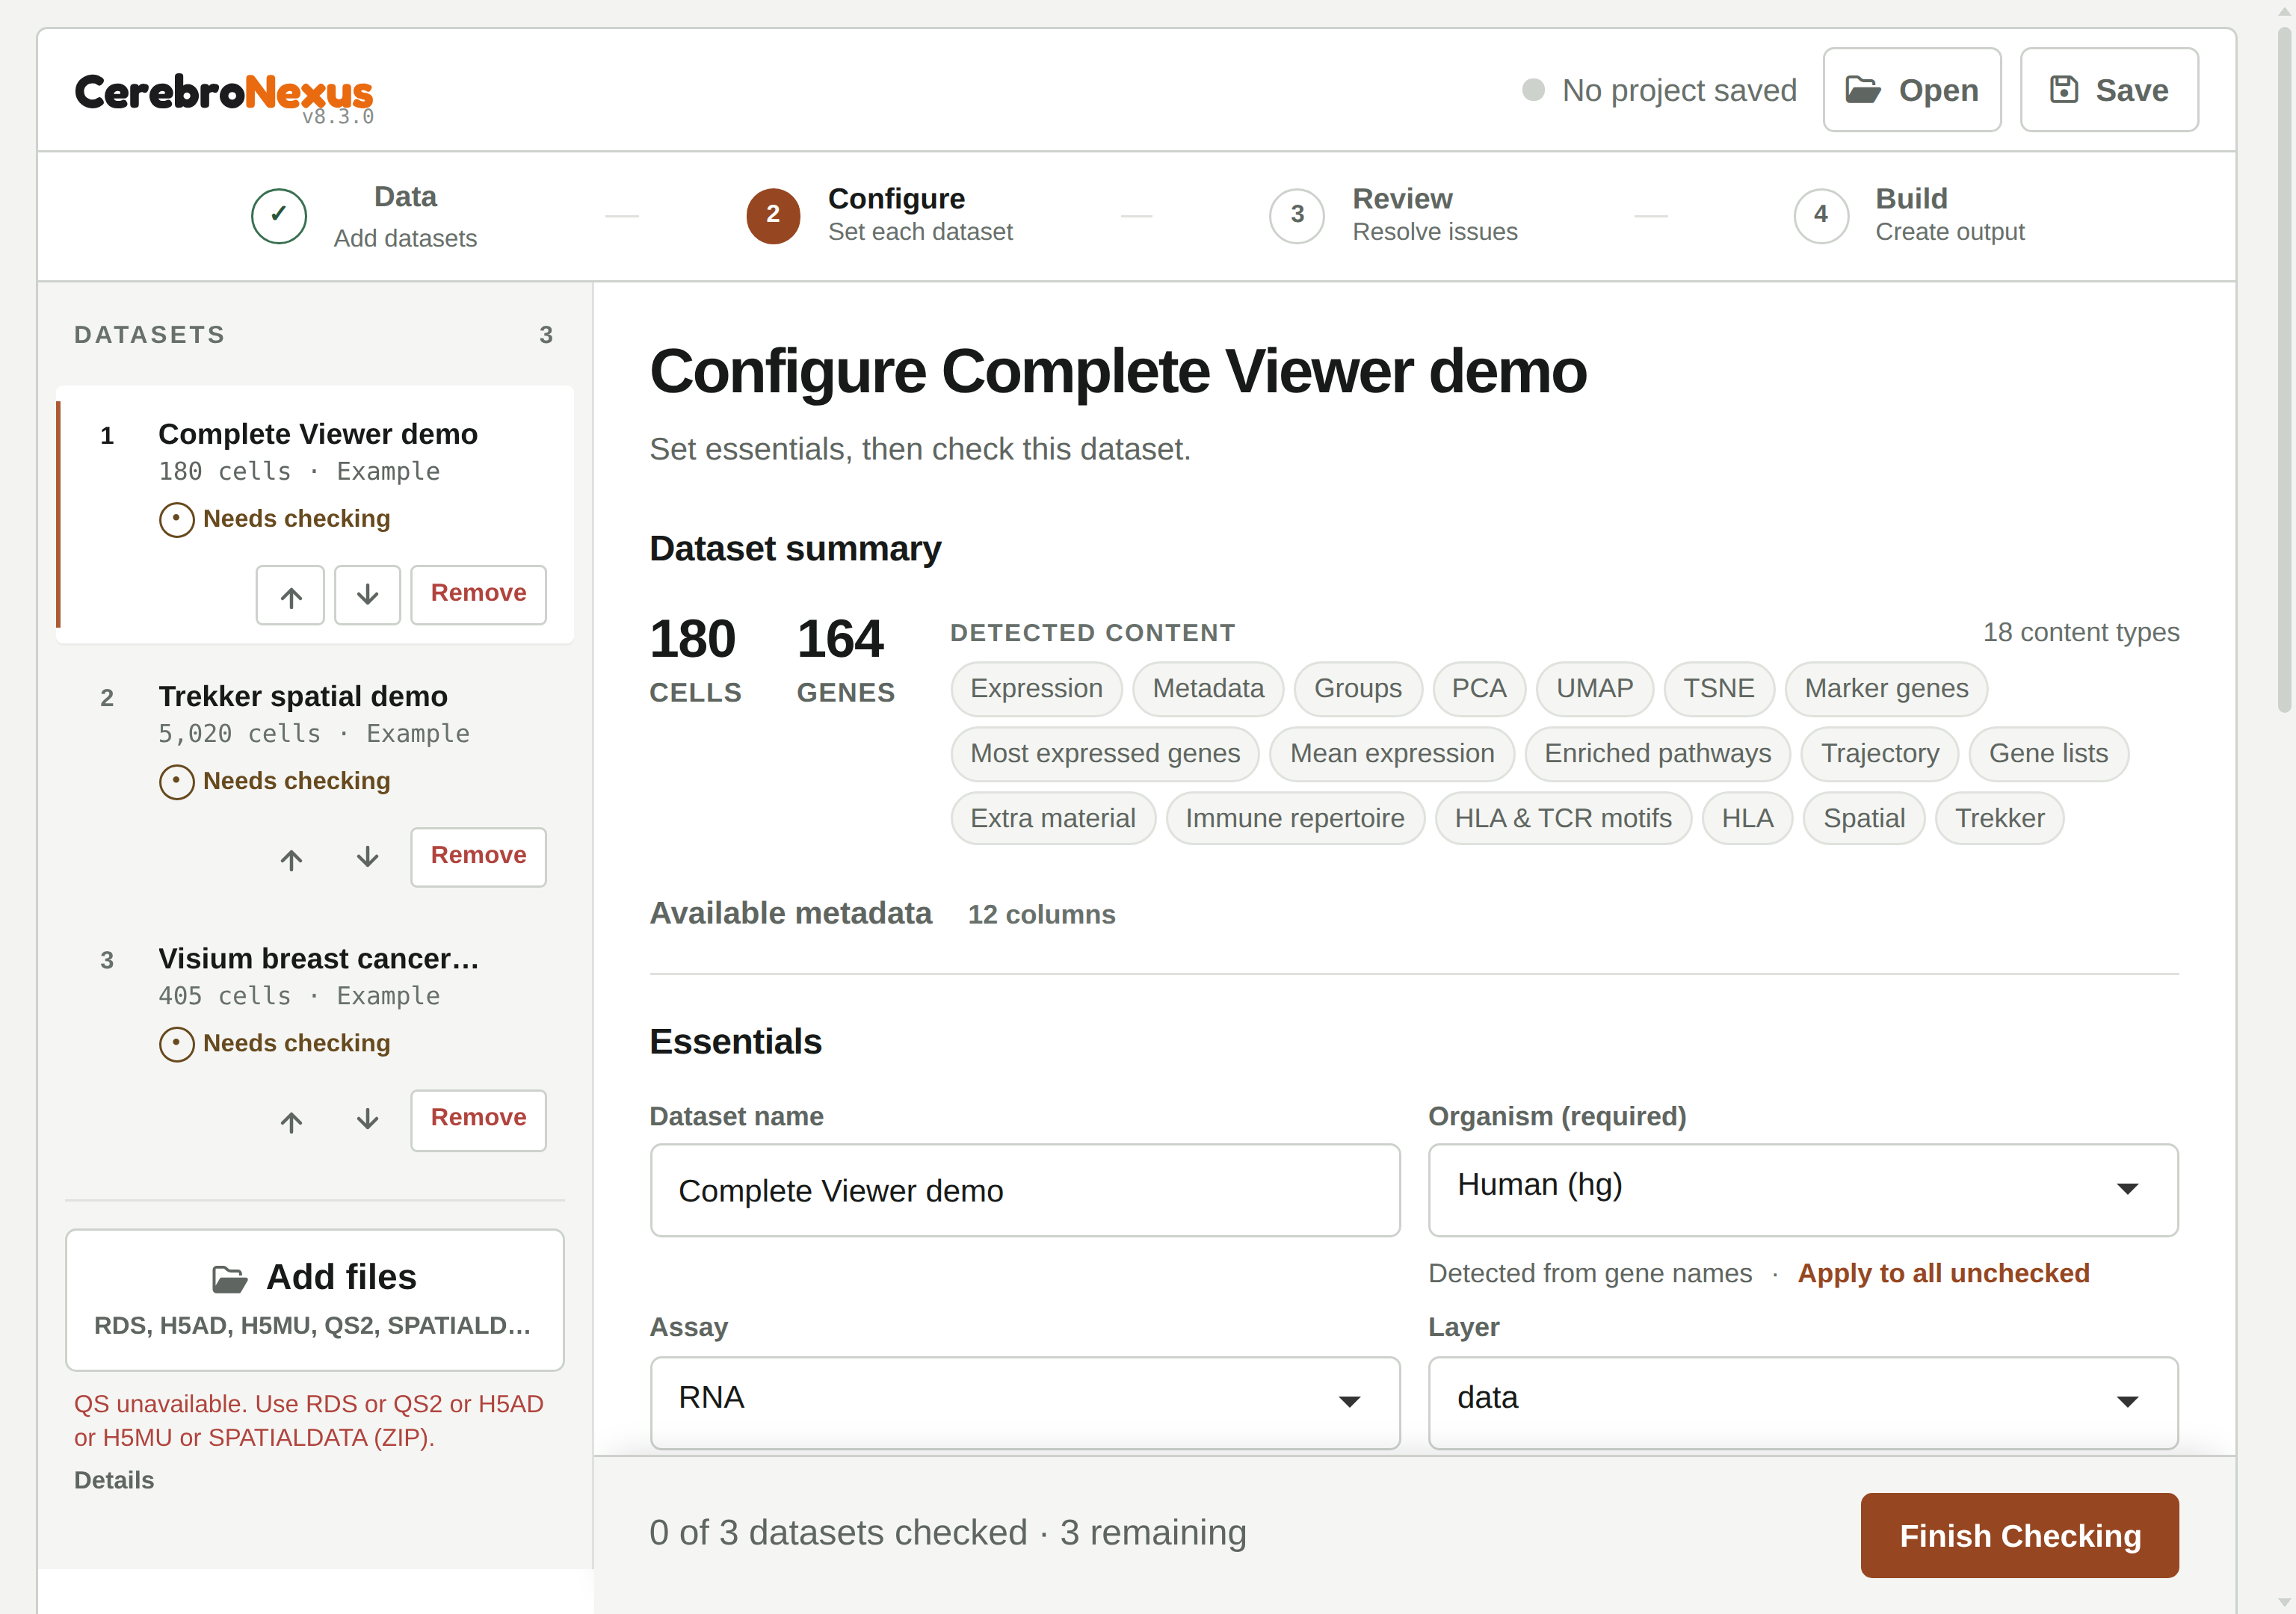 CerebroNexus
v8.3.0
No project saved
Open
Save
✓
Data
Add datasets
2
Configure
Set each dataset
3
Review
Resolve issues
4
Build
Create output
DATASETS 3
1 Complete Viewer demo
180 cells · Example
Needs checking
Remove
2 Trekker spatial demo
5,020 cells · Example
Needs checking
Remove
3 Visium breast cancer…
405 cells · Example
Needs checking
Remove
Add files
RDS, H5AD, H5MU, QS2, SPATIALD…
QS unavailable. Use RDS or QS2 or H5AD
or H5MU or SPATIALDATA (ZIP).
Details
Configure Complete Viewer demo
Set essentials, then check this dataset.
Dataset summary
180
CELLS
164
GENES
DETECTED CONTENT 18 content types
Expression Metadata Groups PCA UMAP TSNE Marker genes
Most expressed genes Mean expression Enriched pathways Trajectory Gene lists
Extra material Immune repertoire HLA & TCR motifs HLA Spatial Trekker
Available metadata 12 columns
Essentials
Dataset name
Complete Viewer demo
Organism (required)
Human (hg)
Detected from gene names · Apply to all unchecked
Assay
RNA
Layer
data
0 of 3 datasets checked · 3 remaining
Finish Checking